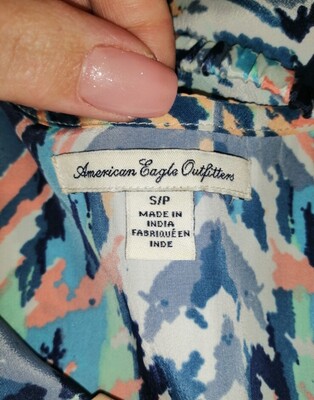 American Eagle Outfitters
S/P
MADE IN
INDIA
FABRIQUÉ EN
INDE